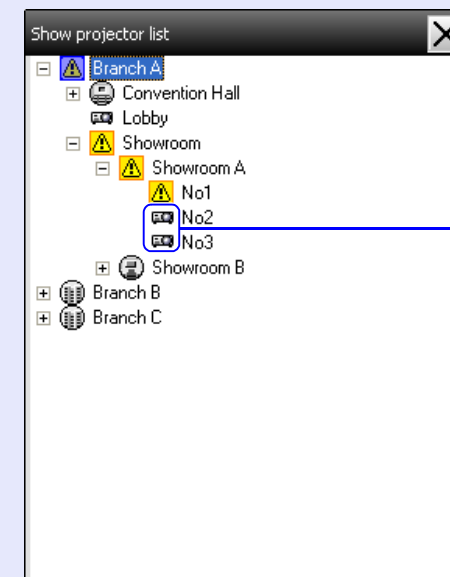 Show projector list
Branch A
Convention Hall
Lobby
Showroom
Showroom A
No1
No2
No3
Showroom B
Branch B
Branch C